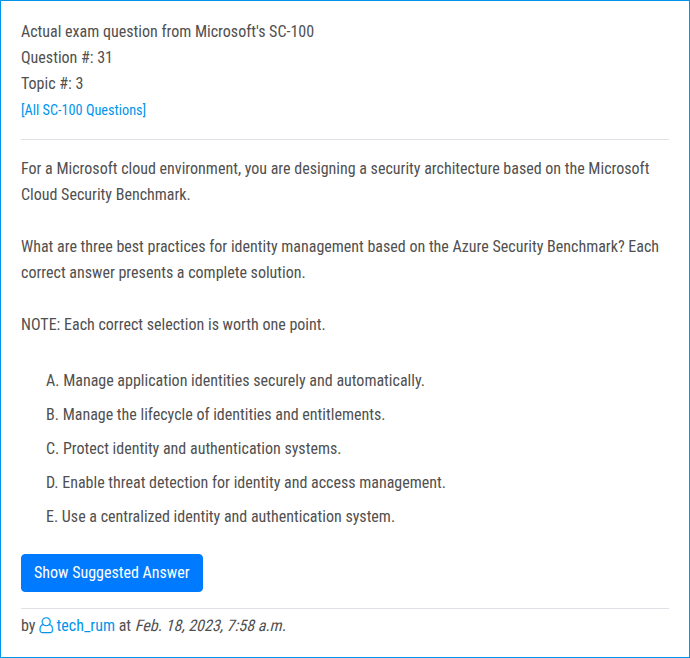 Actual exam question from Microsoft's SC-100
Question #: 31
Topic #: 3
[All SC-100 Questions]
For a Microsoft cloud environment, you are designing a security architecture based on the Microsoft
Cloud Security Benchmark.
What are three best practices for identity management based on the Azure Security Benchmark? Each
correct answer presents a complete solution.
NOTE: Each correct selection is worth one point.
A. Manage application identities securely and automatically.
B. Manage the lifecycle of identities and entitlements.
C. Protect identity and authentication systems.
D. Enable threat detection for identity and access management.
E. Use a centralized identity and authentication system.
Show Suggested Answer
by tech_rum at Feb. 18, 2023, 7:58 a.m.